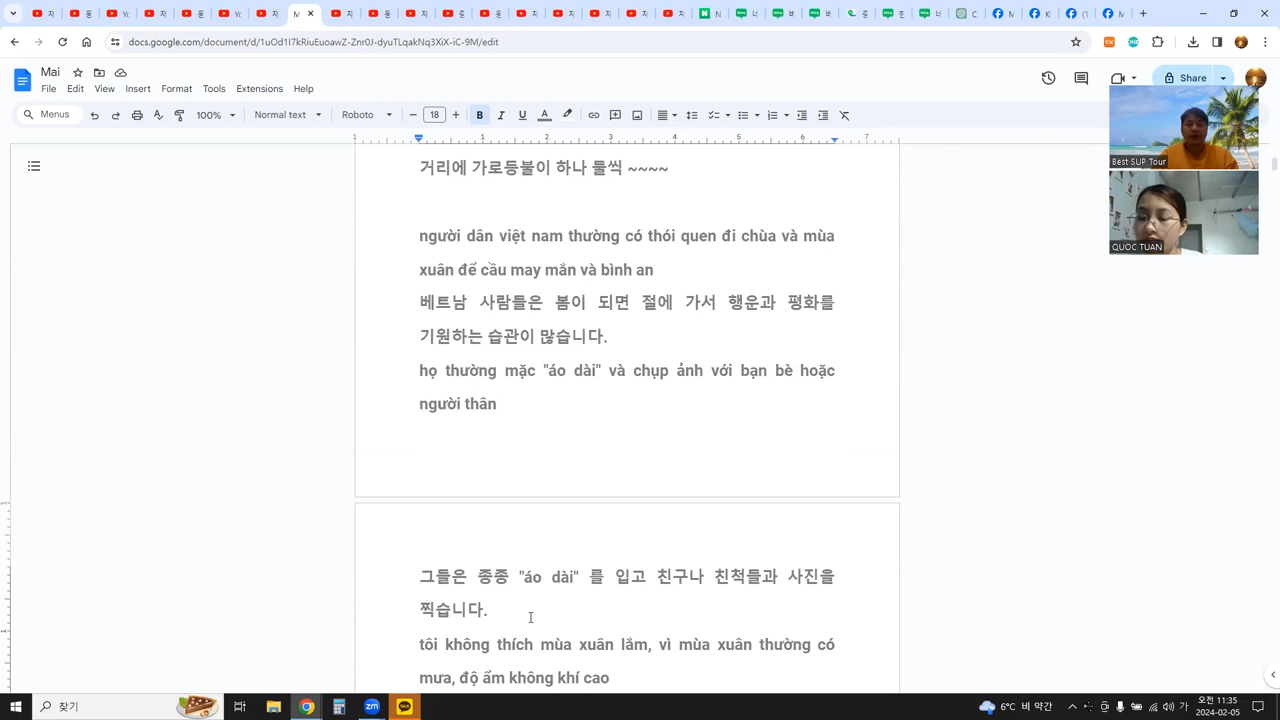 docs.google.com/document/d/1uOd1I7kRiuEuoawZ-Znr0J-dyuTLqakNq3XiX-iC-9M/edit
Mai
File Edit View Insert Format Tools Extensions Help
Share
Menus
100%
Normal text
Roboto
18
거리에 가로등불이 하나 둘씩 ~~~~
người dân việt nam thường có thói quen đi chùa và mùa
xuân để cầu may mắn và bình an
베트남 사람들은 봄이 되면 절에 가서 행운과 평화를
기원하는 습관이 많습니다.
họ thường mặc "áo dài" và chụp ảnh với bạn bè hoặc
người thân
그들은 종종 "áo dài" 를 입고 친구나 친척들과 사진을
찍습니다.
tôi không thích mùa xuân lắm, vì mùa xuân thường có
mưa, độ ẩm không khí cao
Best SUP Tour
QUOC TUAN
찾기
6°C 비 약간
오전 11:35
2024-02-05